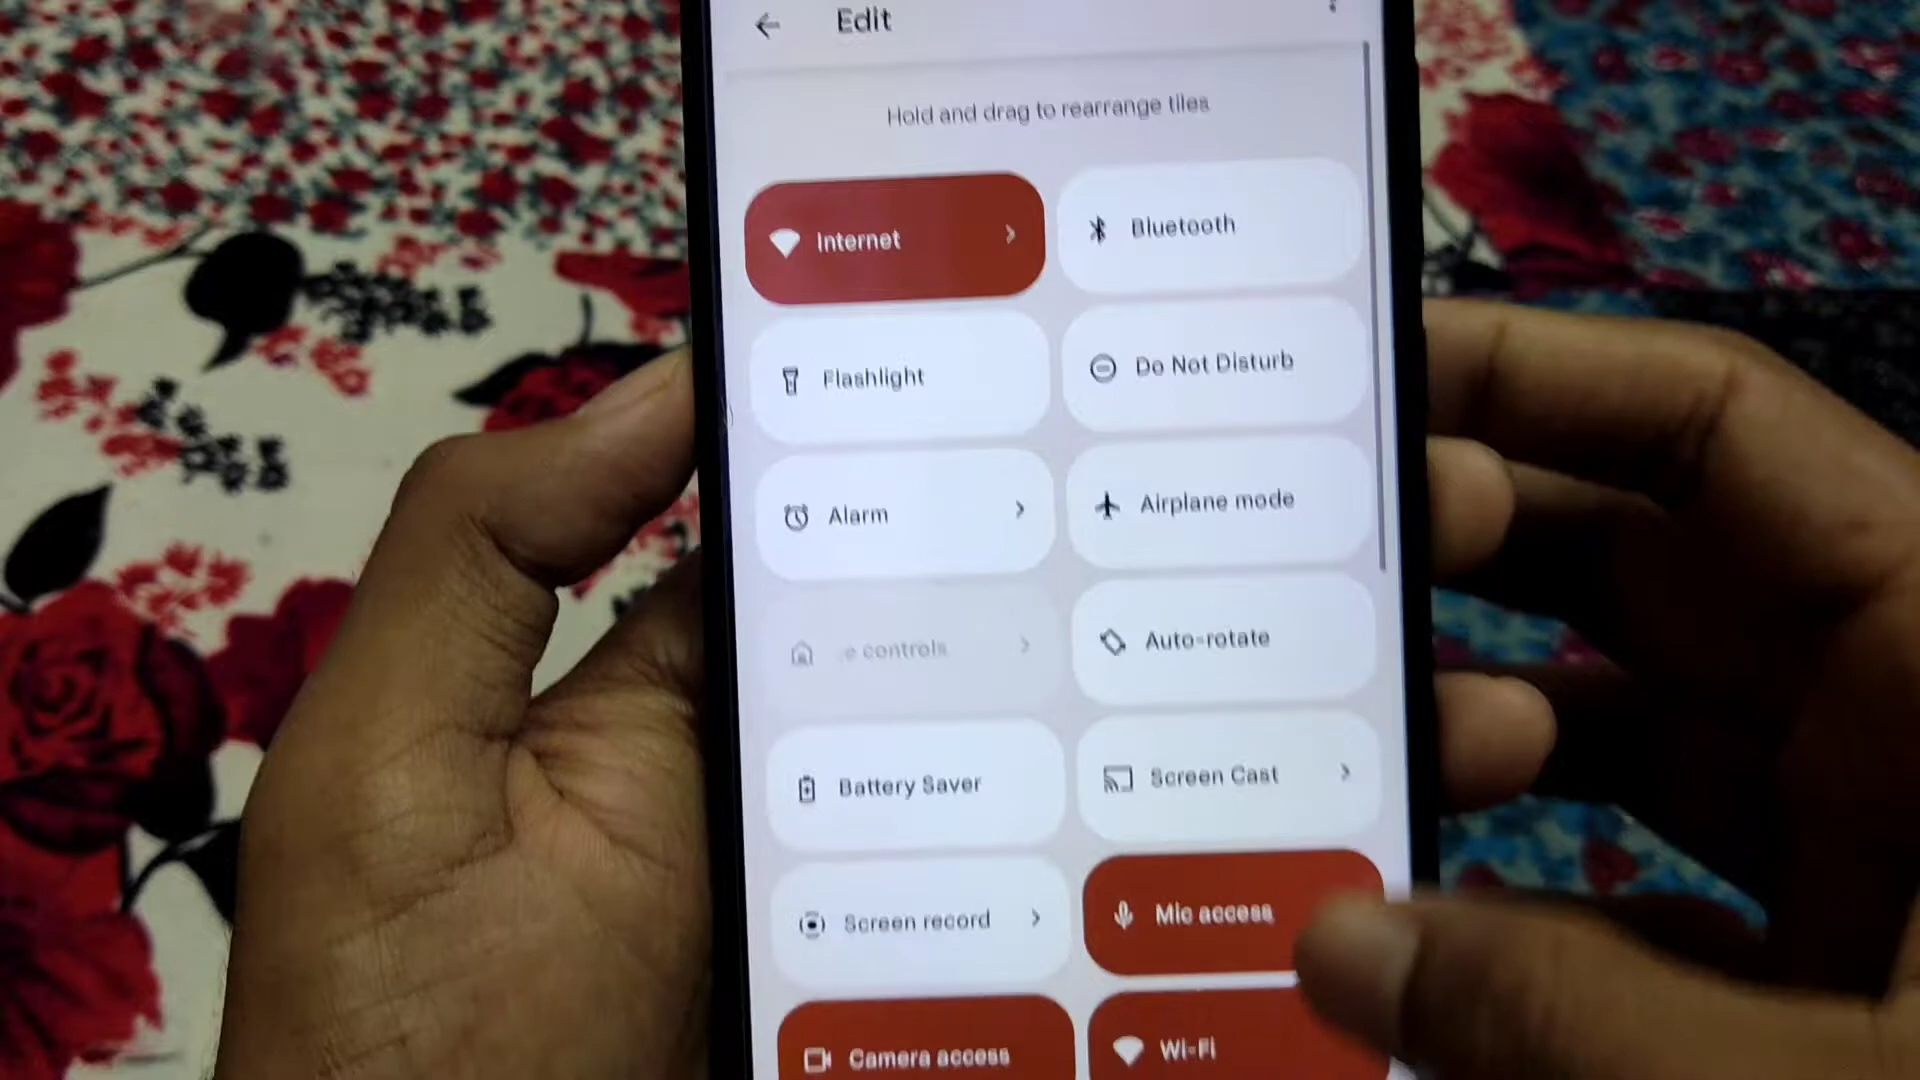 Edit
Hold and drag to rearrange tiles
Internet
Bluetooth
Flashlight
Do Not Disturb
Alarm
Airplane mode
e controls
Auto-rotate
Battery Saver
Screen Cast
Screen record
Mic access
Camera access
Wi-Fi